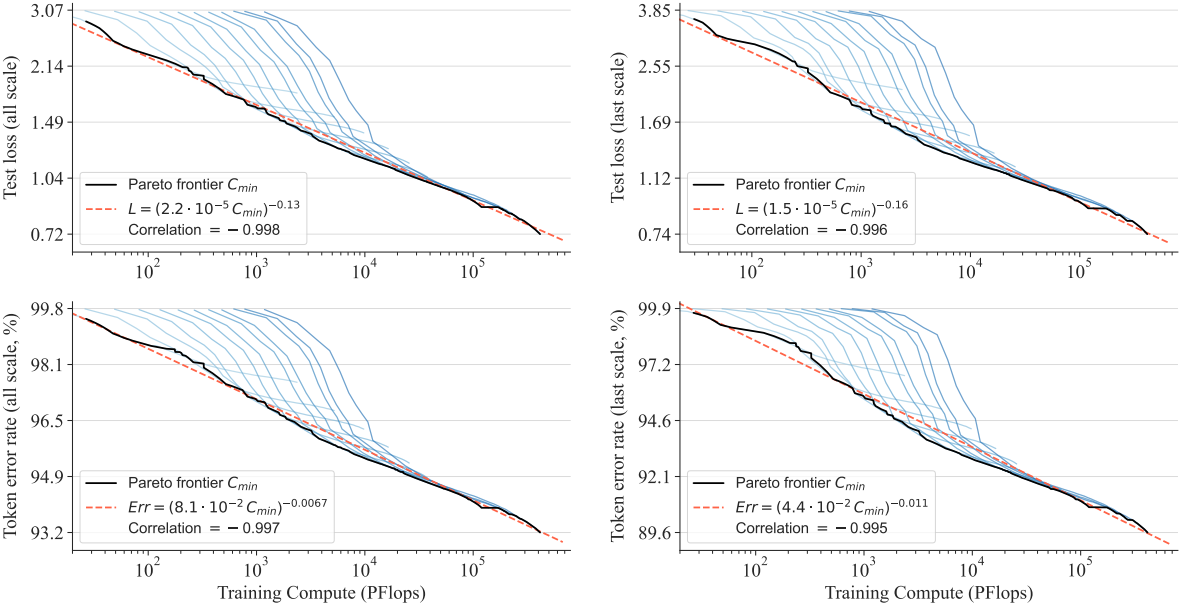 Test loss (all scale)
3.07
2.14
1.49
1.04
0.72
Pareto frontier C_min
L = (2.2 · 10^−5 C_min)^−0.13
Correlation = −0.998
10^2 10^3 10^4 10^5
Test loss (last scale)
3.85
2.55
1.69
1.12
0.74
Pareto frontier C_min
L = (1.5 · 10^−5 C_min)^−0.16
Correlation = −0.996
10^2 10^3 10^4 10^5
Token error rate (all scale, %)
99.8
98.1
96.5
94.9
93.2
Pareto frontier C_min
Err = (8.1 · 10^−2 C_min)^−0.0067
Correlation = −0.997
10^2 10^3 10^4 10^5
Training Compute (PFlops)
Token error rate (last scale, %)
99.9
97.2
94.6
92.1
89.6
Pareto frontier C_min
Err = (4.4 · 10^−2 C_min)^−0.011
Correlation = −0.995
10^2 10^3 10^4 10^5
Training Compute (PFlops)